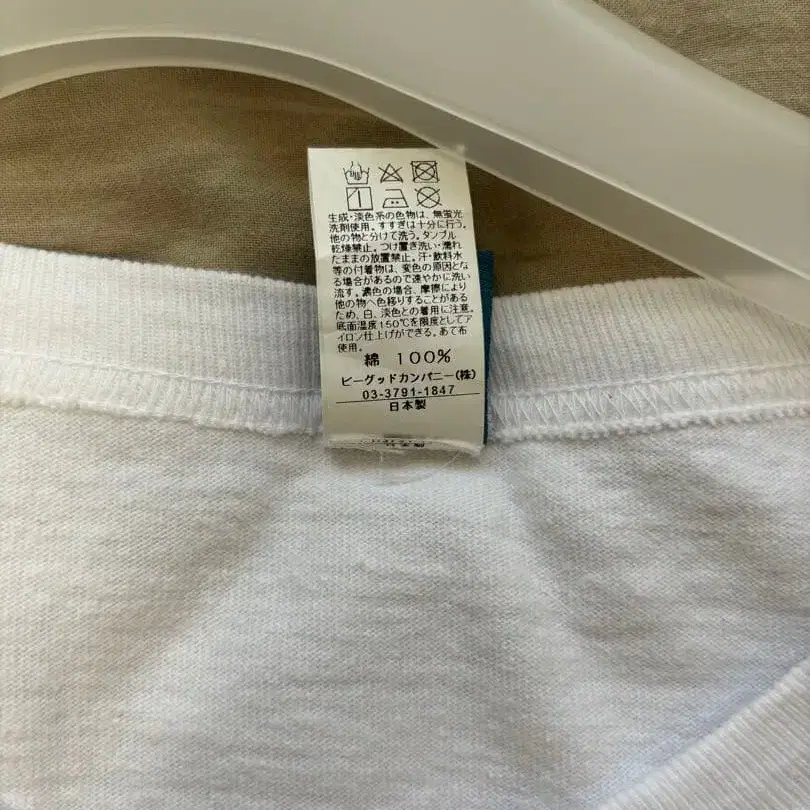 生成・淡色系の色物は、無蛍光
洗剤使用。すすぎは十分に行う。
他の物と分けて洗う。タンブル
乾燥禁止。つけ置き洗い・濡れ
たままの放置禁止。汗・飲料水
等の付着物は、変色の原因とな
る場合があるので速やかに洗い
流す。濃色の場合、摩擦により
他の物へ色移りすることがある
ため、白、淡色との着用に注意。
底面温度150℃を限度としてア
イロン仕上げができる。あて布
使用。
綿 100%
ビーグッドカンパニー(株)
03-3791-1847
日本製